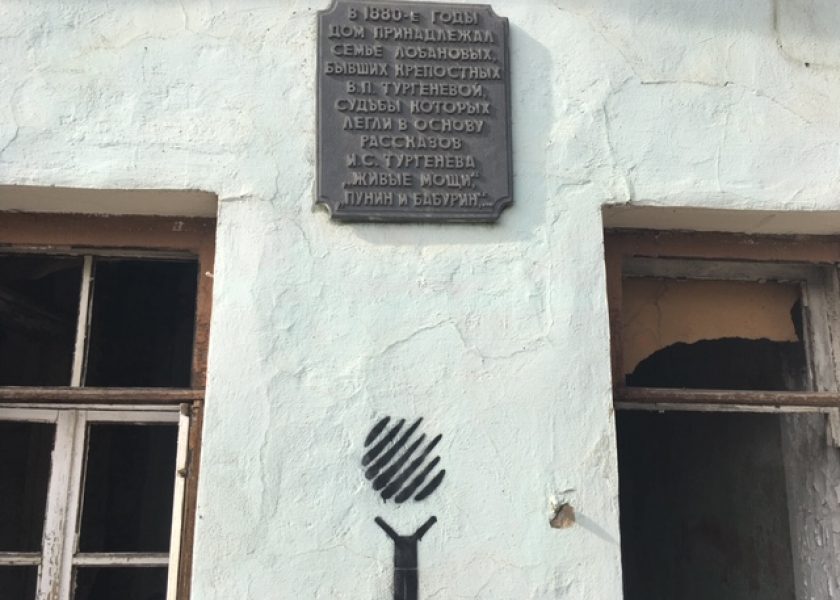 В 1880-Е ГОДЫ
ДОМ ПРИНАДЛЕЖАЛ
СЕМЬЕ ЛОБАНОВЫХ,
БЫВШИХ КРЕПОСТНЫХ
В.П. ТУРГЕНЕВОЙ,
СУДЬБЫ КОТОРЫХ
ЛЕГЛИ В ОСНОВУ
РАССКАЗОВ
И.С. ТУРГЕНЕВА
„ЖИВЫЕ МОЩИ",
„ПУНИН И БАБУРИН"...